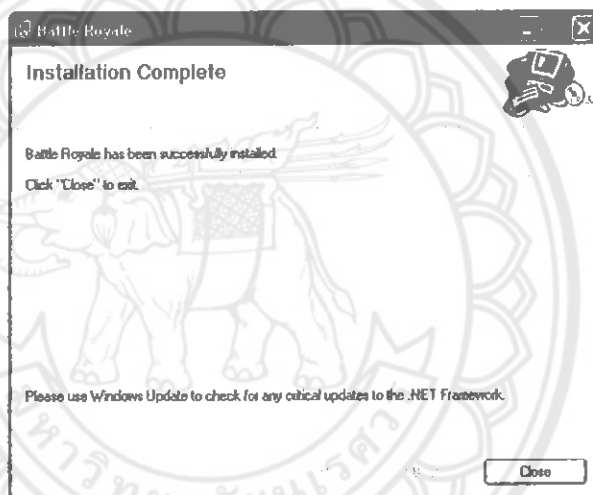 Battle Royale
Installation Complete
Battle Royale has been successfully installed.
Click "Close" to exit.
Please use Windows Update to check for any critical updates to the .NET Framework.
Close